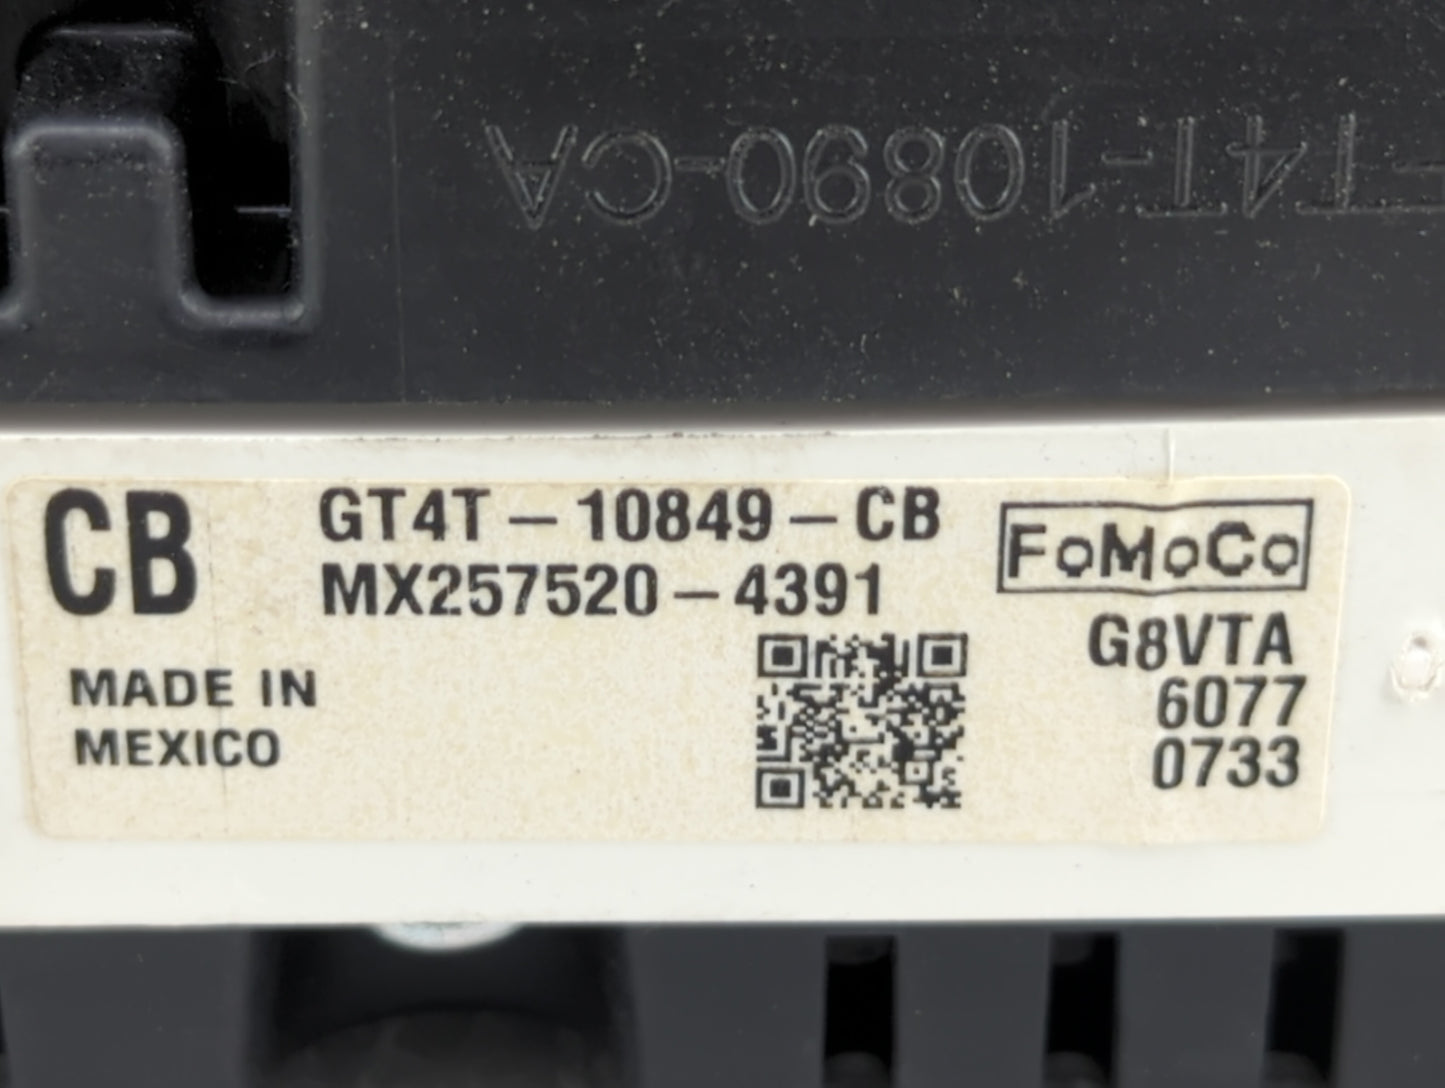 -T4T-10890-CA
CB
GT4T-10849-CB
MX257520-4391
FoMoCo
G8VTA
6077
0733
MADE IN
MEXICO